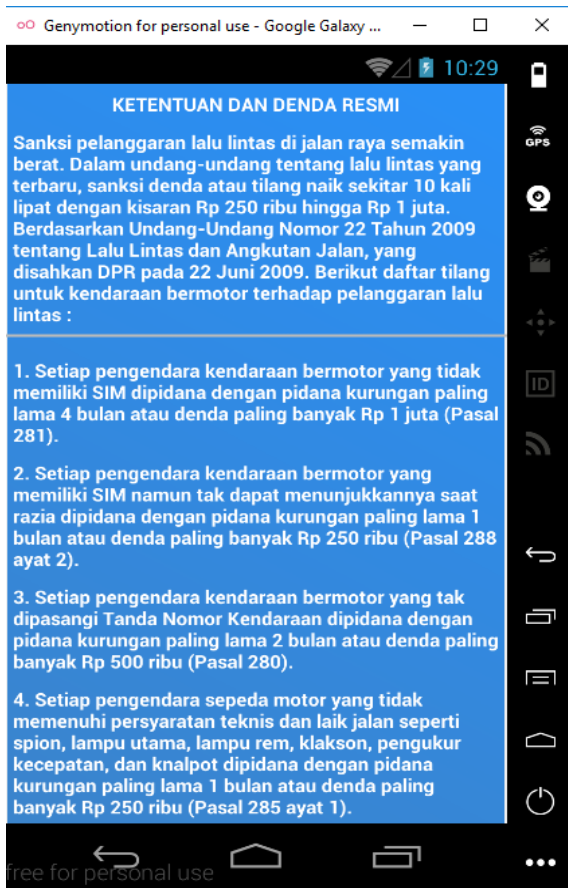 Genymotion for personal use - Google Galaxy ...
10:29
GPS
KETENTUAN DAN DENDA RESMI
Sanksi pelanggaran lalu lintas di jalan raya semakin
berat. Dalam undang-undang tentang lalu lintas yang
terbaru, sanksi denda atau tilang naik sekitar 10 kali
lipat dengan kisaran Rp 250 ribu hingga Rp 1 juta.
Berdasarkan Undang-Undang Nomor 22 Tahun 2009
tentang Lalu Lintas dan Angkutan Jalan, yang
disahkan DPR pada 22 Juni 2009. Berikut daftar tilang
untuk kendaraan bermotor terhadap pelanggaran lalu
lintas :
1. Setiap pengendara kendaraan bermotor yang tidak
memiliki SIM dipidana dengan pidana kurungan paling
lama 4 bulan atau denda paling banyak Rp 1 juta (Pasal
281).
ID
2. Setiap pengendara kendaraan bermotor yang
memiliki SIM namun tak dapat menunjukkannya saat
razia dipidana dengan pidana kurungan paling lama 1
bulan atau denda paling banyak Rp 250 ribu (Pasal 288
ayat 2).
3. Setiap pengendara kendaraan bermotor yang tak
dipasangi Tanda Nomor Kendaraan dipidana dengan
pidana kurungan paling lama 2 bulan atau denda paling
banyak Rp 500 ribu (Pasal 280).
4. Setiap pengendara sepeda motor yang tidak
memenuhi persyaratan teknis dan laik jalan seperti
spion, lampu utama, lampu rem, klakson, pengukur
kecepatan, dan knalpot dipidana dengan pidana
kurungan paling lama 1 bulan atau denda paling
banyak Rp 250 ribu (Pasal 285 ayat 1).
free for personal use